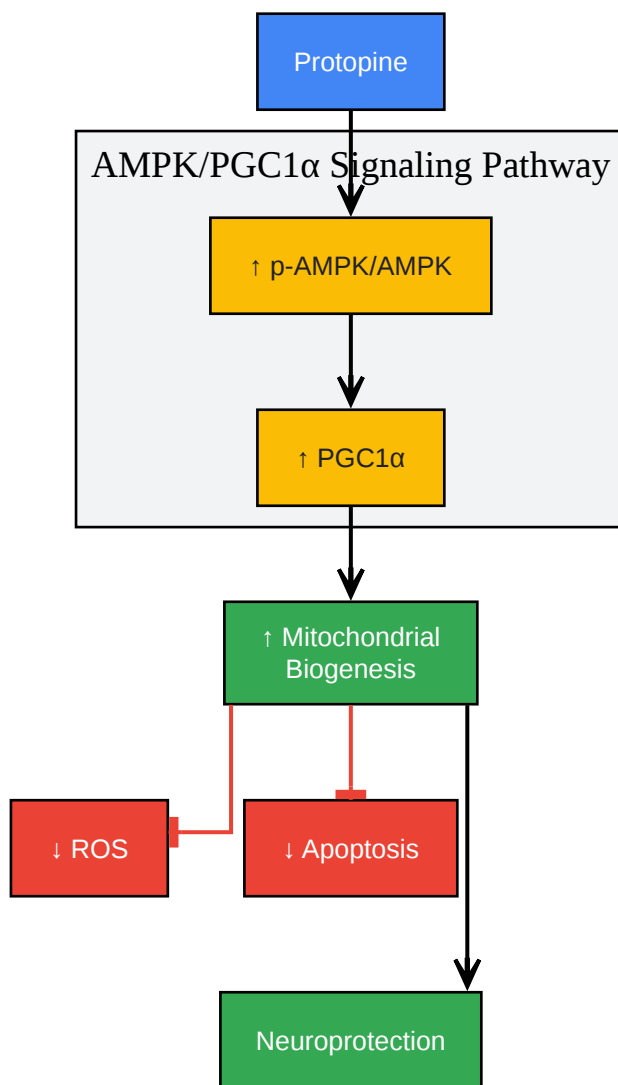 Protopine
AMPK/PGC1α Signaling Pathway
↑ p-AMPK/AMPK
↑ PGC1α
↑ Mitochondrial
Biogenesis
↓ ROS
↓ Apoptosis
Neuroprotection